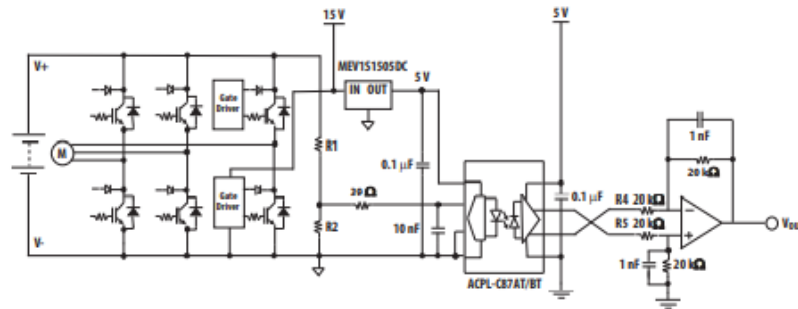 15 V
5 V
V+
MEV1S1505DC
5 V
IN OUT
Gate
Driver
M
R1
0.1 µF
1 nF
20 kΩ
Gate
Driver
20 Ω
0.1 µF
R4 20 kΩ
R5 20 kΩ
R2
10 nF
V-
1 nF
20 kΩ
ACPL-C87AT/BT